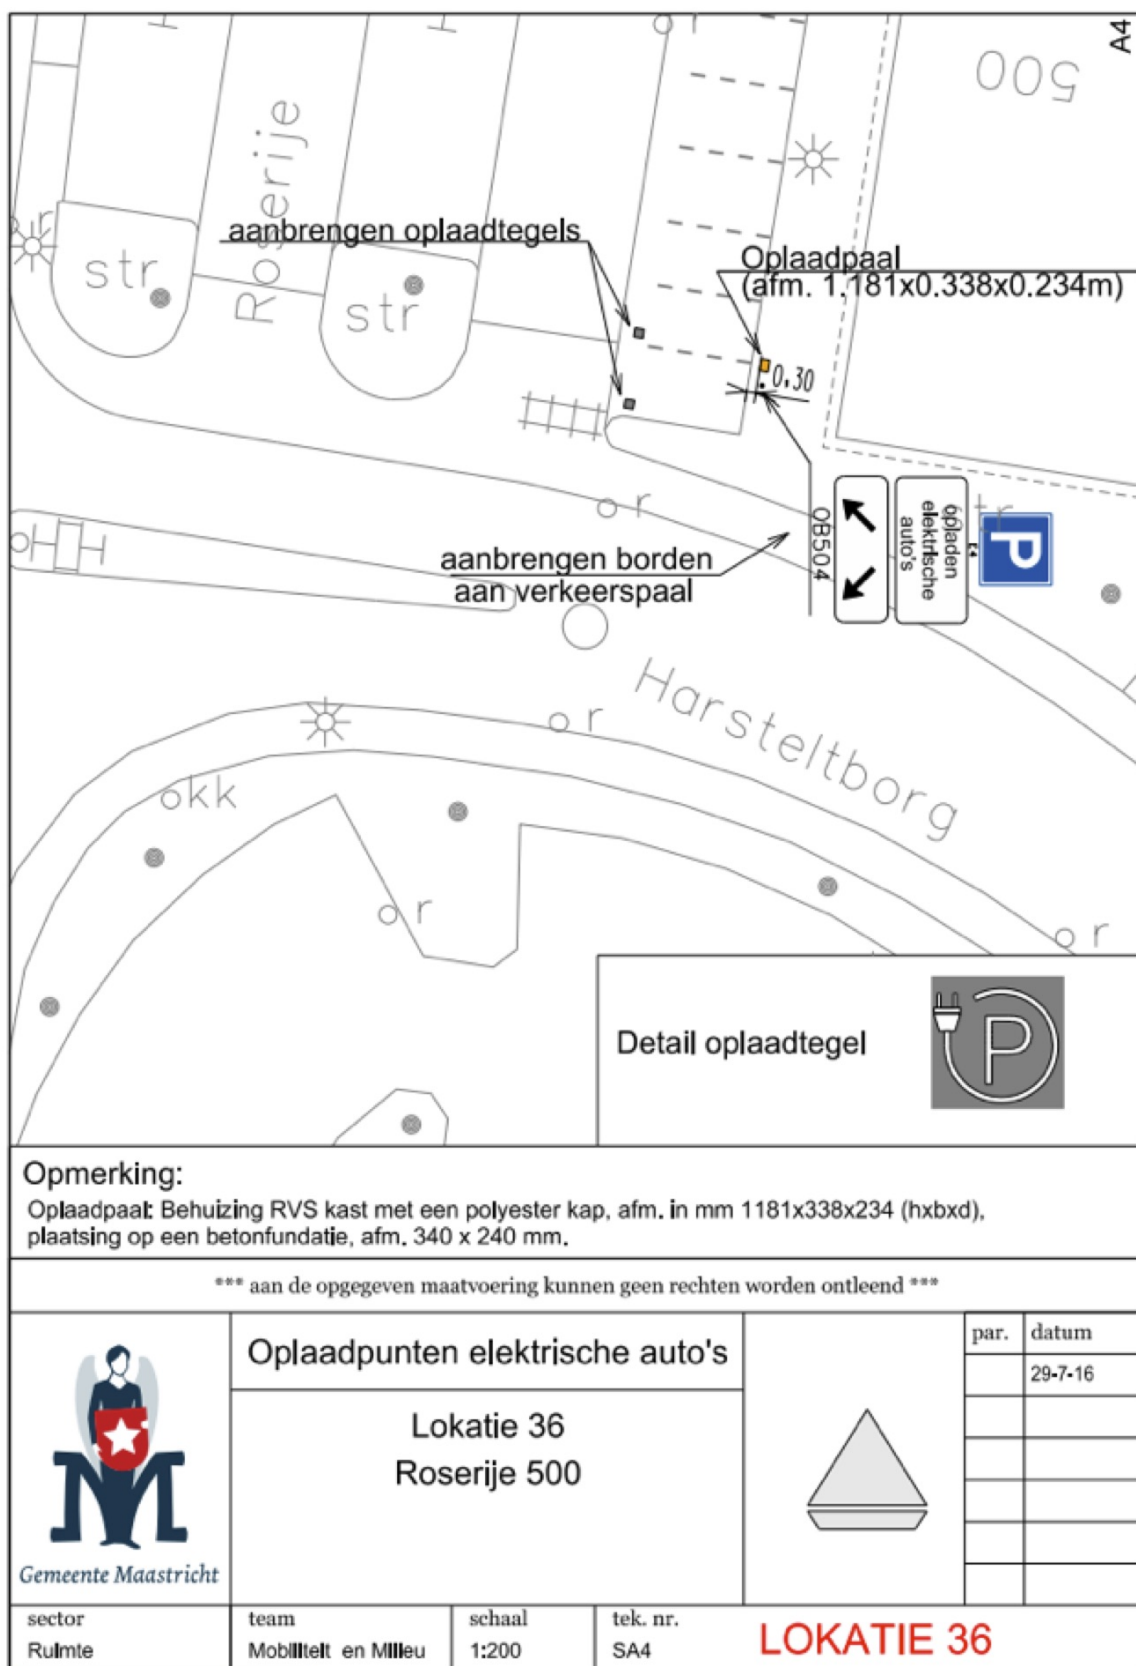 A4
500
Roserije
r
r
aanbrengen oplaadtegels
str
str
Oplaadpaal
(afm. 1.181x0.338x0.234m)
0,30
r
OB504
opladen
elektrische
auto's
E4
P
tr
aanbrengen borden
aan verkeerspaal
Harsteltborg
r
kk
r
r
Detail oplaadtegel
P
Opmerking:
Oplaadpaal: Behuizing RVS kast met een polyester kap, afm. in mm 1181x338x234 (hxbxd),
plaatsing op een betonfundatie, afm. 340 x 240 mm.
*** aan de opgegeven maatvoering kunnen geen rechten worden ontleend ***
Gemeente Maastricht
Oplaadpunten elektrische auto's
Lokatie 36
Roserije 500
par. datum
29-7-16
sector
Ruimte
team
Mobiliteit en Milieu
schaal
1:200
tek. nr.
SA4
LOKATIE 36